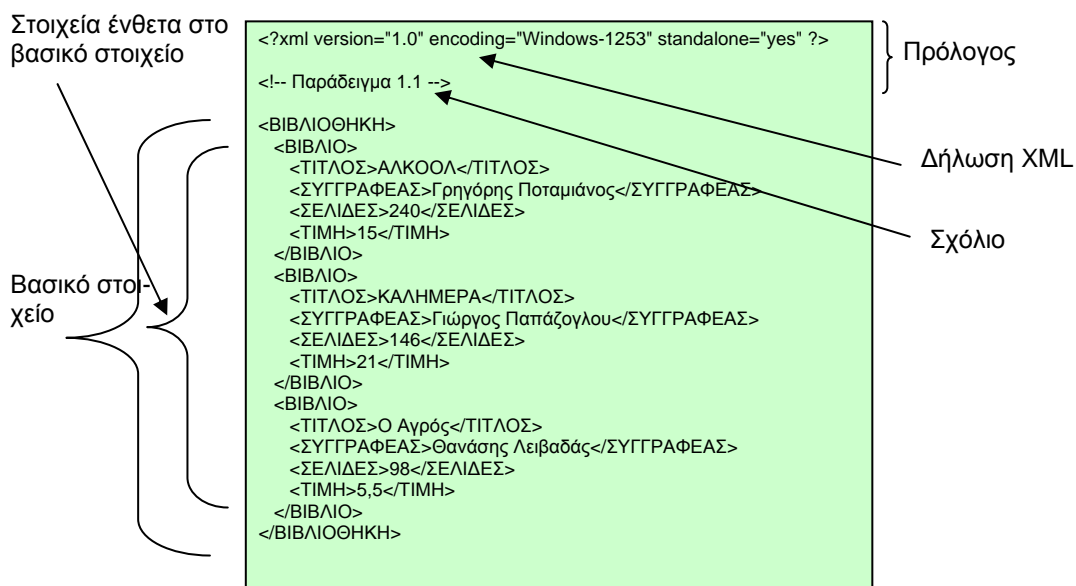 Στοιχεία ένθετα στο
βασικό στοιχείο
<?xml version="1.0" encoding="Windows-1253" standalone="yes" ?>
Πρόλογος
<!-- Παράδειγμα 1.1 -->
<ΒΙΒΛΙΟΘΗΚΗ>
<ΒΙΒΛΙΟ>
<ΤΙΤΛΟΣ>ΑΛΚΟΟΛ</ΤΙΤΛΟΣ>
Δήλωση XML
<ΣΥΓΓΡΑΦΕΑΣ>Γρηγόρης Ποταμιάνος</ΣΥΓΓΡΑΦΕΑΣ>
<ΣΕΛΙΔΕΣ>240</ΣΕΛΙΔΕΣ>
<ΤΙΜΗ>15</ΤΙΜΗ>
Σχόλιο
</ΒΙΒΛΙΟ>
<ΒΙΒΛΙΟ>
Βασικό στοι-
χείο
<ΤΙΤΛΟΣ>ΚΑΛΗΜΕΡΑ</ΤΙΤΛΟΣ>
<ΣΥΓΓΡΑΦΕΑΣ>Γιώργος Παπάζογλου</ΣΥΓΓΡΑΦΕΑΣ>
<ΣΕΛΙΔΕΣ>146</ΣΕΛΙΔΕΣ>
<ΤΙΜΗ>21</ΤΙΜΗ>
</ΒΙΒΛΙΟ>
<ΒΙΒΛΙΟ>
<ΤΙΤΛΟΣ>Ο Αγρός</ΤΙΤΛΟΣ>
<ΣΥΓΓΡΑΦΕΑΣ>Θανάσης Λειβαδάς</ΣΥΓΓΡΑΦΕΑΣ>
<ΣΕΛΙΔΕΣ>98</ΣΕΛΙΔΕΣ>
<ΤΙΜΗ>5,5</ΤΙΜΗ>
</ΒΙΒΛΙΟ>
</ΒΙΒΛΙΟΘΗΚΗ>